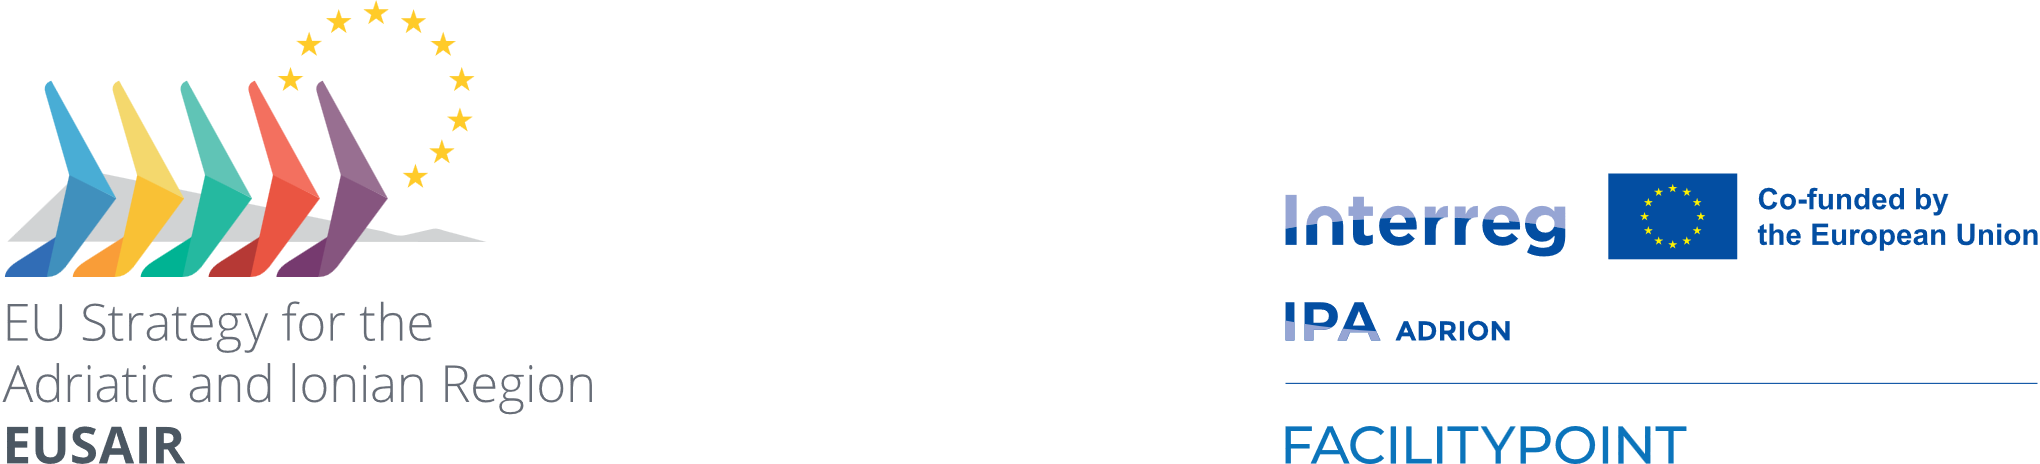 EU Strategy for the
Adriatic and Ionian Region
EUSAIR
Interreg
Co-funded by
the European Union
IPA ADRION
FACILITYPOINT